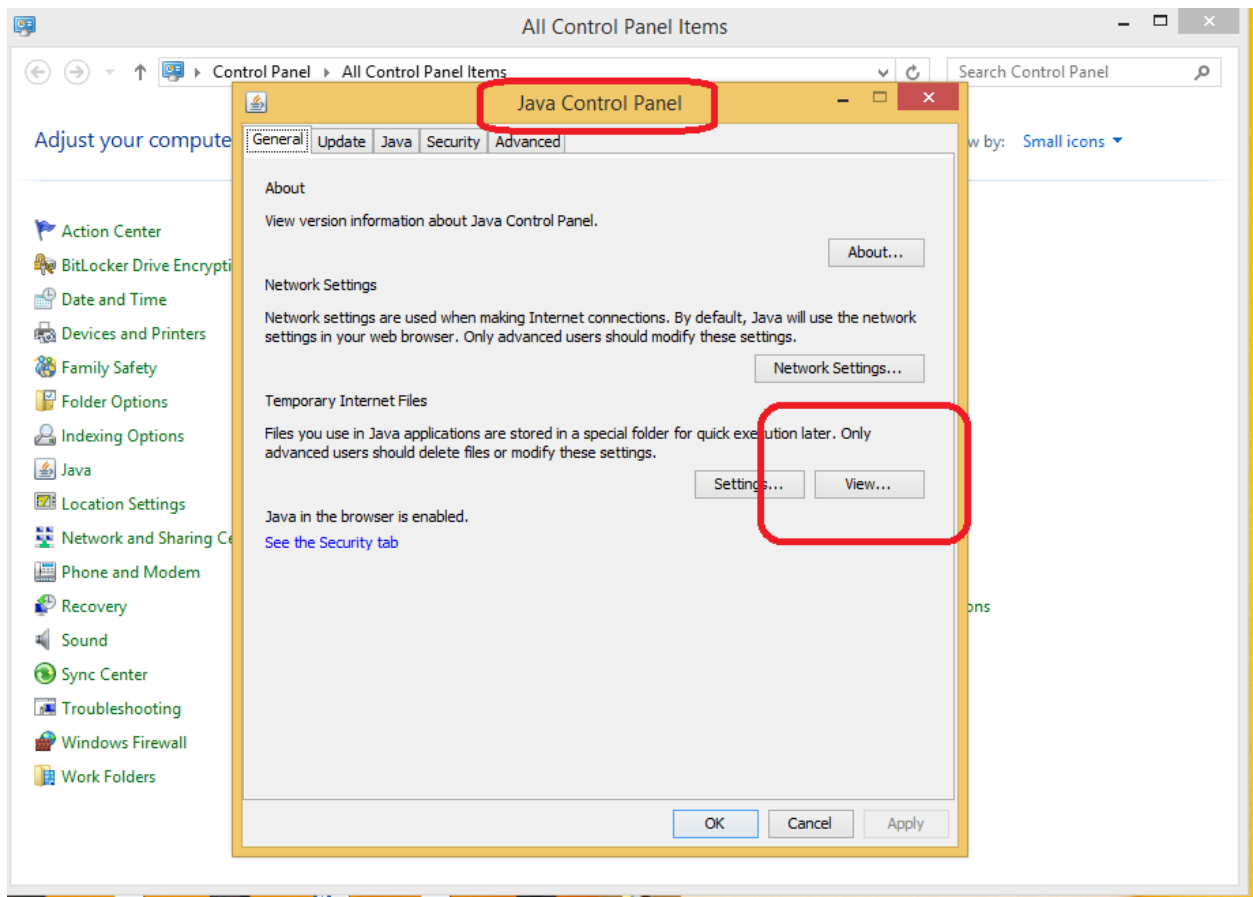 All Control Panel Items
Control Panel ▸ All Control Panel Items
Search Control Panel
Java Control Panel
Adjust your compute
w by: Small icons
General Update Java Security Advanced
About
View version information about Java Control Panel.
About...
Network Settings
Network settings are used when making Internet connections. By default, Java will use the network
settings in your web browser. Only advanced users should modify these settings.
Network Settings...
Temporary Internet Files
Files you use in Java applications are stored in a special folder for quick execution later. Only
advanced users should delete files or modify these settings.
Settings... View...
Java in the browser is enabled.
See the Security tab
OK Cancel Apply
Action Center
BitLocker Drive Encrypti
Date and Time
Devices and Printers
Family Safety
Folder Options
Indexing Options
Java
Location Settings
Network and Sharing Ce
Phone and Modem
Recovery
Sound
Sync Center
Troubleshooting
Windows Firewall
Work Folders
ons